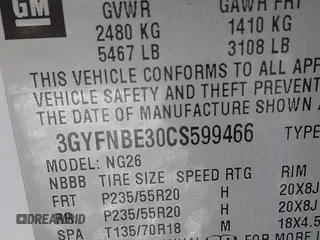 GM
GVWR GAWR FRT
2480 KG 1410 KG
5467 LB 3108 LB
THIS VEHICLE CONFORMS TO ALL APP
VEHICLE SAFETY AND THEFT PREVENT
THE DATE OF MANUFACTURE SHOWN A
3GYFNBE30CS599466 TYPE
MODEL: NG26
NBBB TIRE SIZE SPEED RTG RIM
FRT P235/55R20 H 20X8J
RR P235/55R20 H 20X8J
SPA T135/70R18 M 18X4.5
DREAMBID